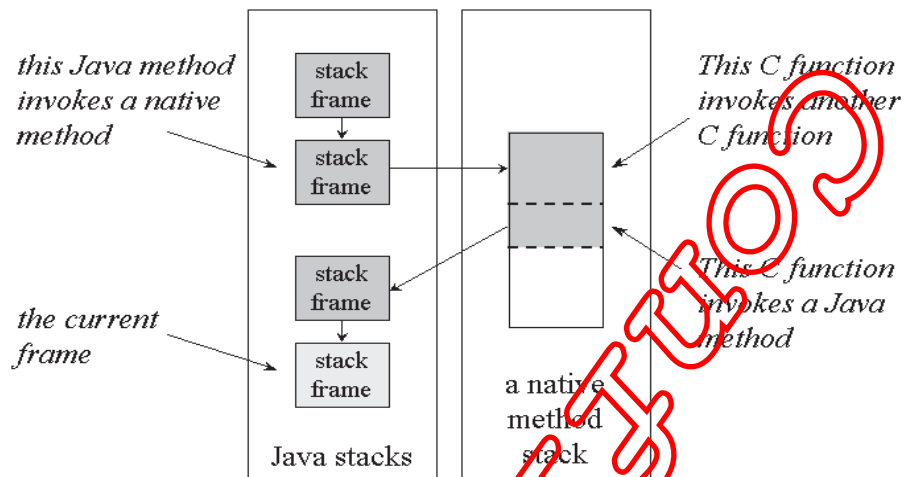 this Java method
invokes a native
method
stack
frame
stack
frame
stack
frame
stack
frame
the current
frame
Java stacks
a native
method
stack
This C function
invokes another
C function
This C function
invokes a Java
method